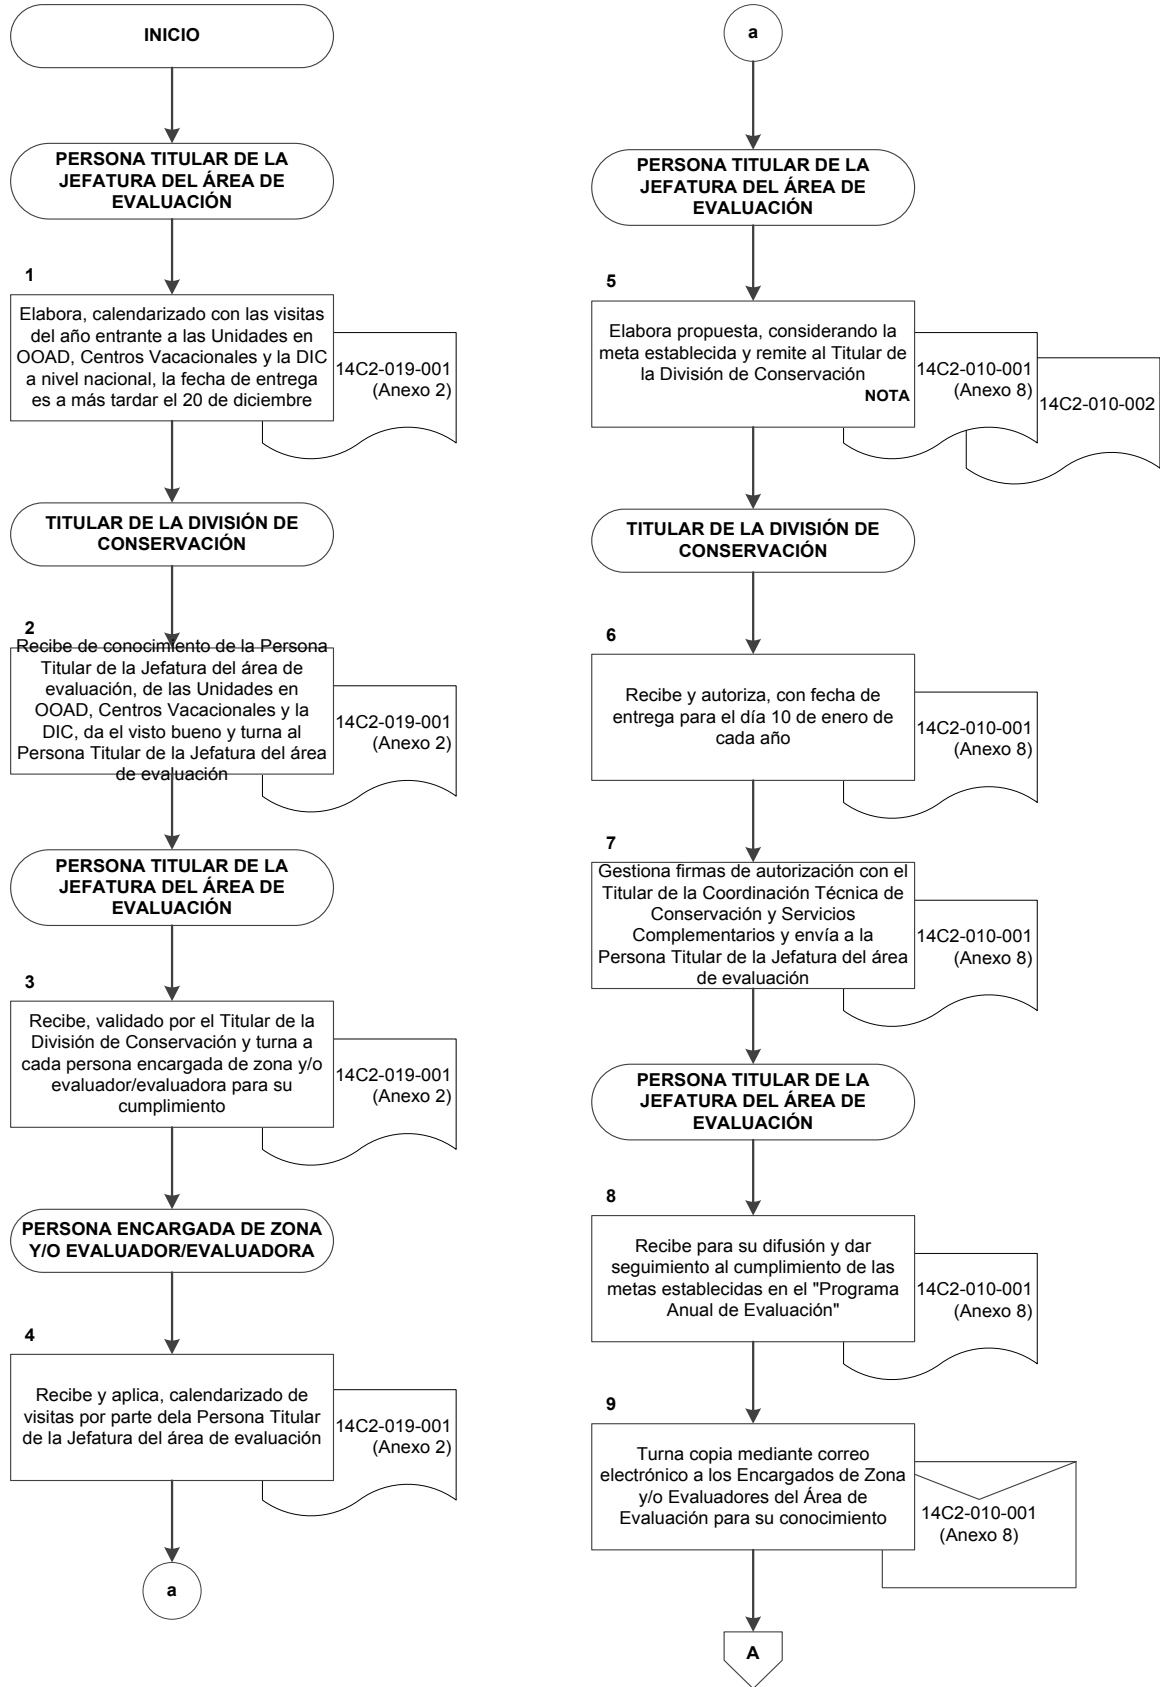 INICIO
PERSONA TITULAR DE LA
JEFATURA DEL ÁREA DE
EVALUACIÓN
1
Elabora, calendarizado con las visitas
del año entrante a las Unidades en
OOAD, Centros Vacacionales y la DIC
a nivel nacional, la fecha de entrega
es a más tardar el 20 de diciembre
14C2-019-001
(Anexo 2)
TITULAR DE LA DIVISIÓN DE
CONSERVACIÓN
2
Recibe de conocimiento de la Persona
Titular de la Jefatura del área de
evaluación, de las Unidades en
OOAD, Centros Vacacionales y la
DIC, da el visto bueno y turna al
Persona Titular de la Jefatura del área
de evaluación
14C2-019-001
(Anexo 2)
PERSONA TITULAR DE LA
JEFATURA DEL ÁREA DE
EVALUACIÓN
3
Recibe, validado por el Titular de la
División de Conservación y turna a
cada persona encargada de zona y/o
evaluador/evaluadora para su
cumplimiento
14C2-019-001
(Anexo 2)
PERSONA ENCARGADA DE ZONA
Y/O EVALUADOR/EVALUADORA
4
Recibe y aplica, calendarizado de
visitas por parte dela Persona Titular
de la Jefatura del área de evaluación
14C2-019-001
(Anexo 2)
a
a
PERSONA TITULAR DE LA
JEFATURA DEL ÁREA DE
EVALUACIÓN
5
Elabora propuesta, considerando la
meta establecida y remite al Titular de
la División de Conservación
NOTA
14C2-010-001
(Anexo 8)
14C2-010-002
TITULAR DE LA DIVISIÓN DE
CONSERVACIÓN
6
Recibe y autoriza, con fecha de
entrega para el día 10 de enero de
cada año
14C2-010-001
(Anexo 8)
7
Gestiona firmas de autorización con el
Titular de la Coordinación Técnica de
Conservación y Servicios
Complementarios y envía a la
Persona Titular de la Jefatura del área
de evaluación
14C2-010-001
(Anexo 8)
PERSONA TITULAR DE LA
JEFATURA DEL ÁREA DE
EVALUACIÓN
8
Recibe para su difusión y dar
seguimiento al cumplimiento de las
metas establecidas en el "Programa
Anual de Evaluación"
14C2-010-001
(Anexo 8)
9
Turna copia mediante correo
electrónico a los Encargados de Zona
y/o Evaluadores del Área de
Evaluación para su conocimiento
14C2-010-001
(Anexo 8)
A